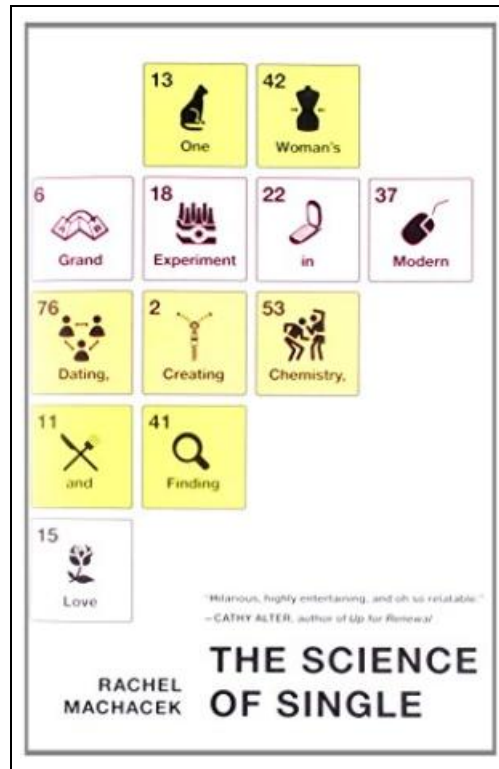 13 42
One Woman's
6 18 22 37
Grand Experiment in Modern
76 2 53
Dating, Creating Chemistry,
11 41
and Finding
15
Love
"Hilarious, highly entertaining, and oh so relatable."
—CATHY ALTER, author of Up for Renewal
THE SCIENCE
OF SINGLE
RACHEL
MACHACEK